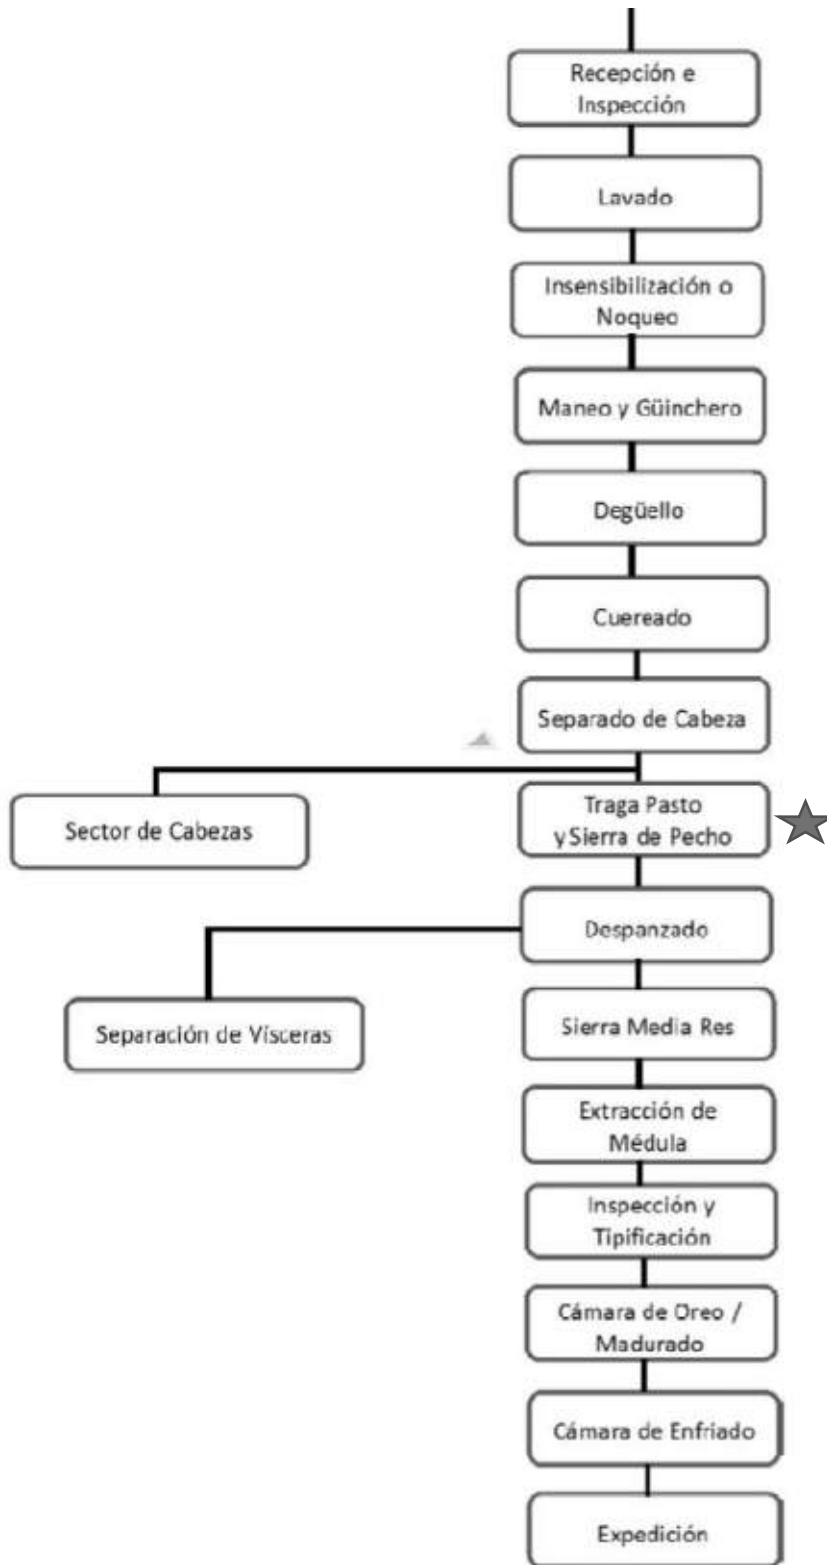 Recepción e
Inspección
Lavado
Insensibilización o
Noqueo
Maneo y Güinchero
Degüello
Cuereado
Separado de Cabeza
Sector de Cabezas
Traga Pasto
y Sierra de Pecho
Despanzado
Separación de Vísceras
Sierra Media Res
Extracción de
Médula
Inspección y
Tipificación
Cámara de Oreo /
Madurado
Cámara de Enfriado
Expedición